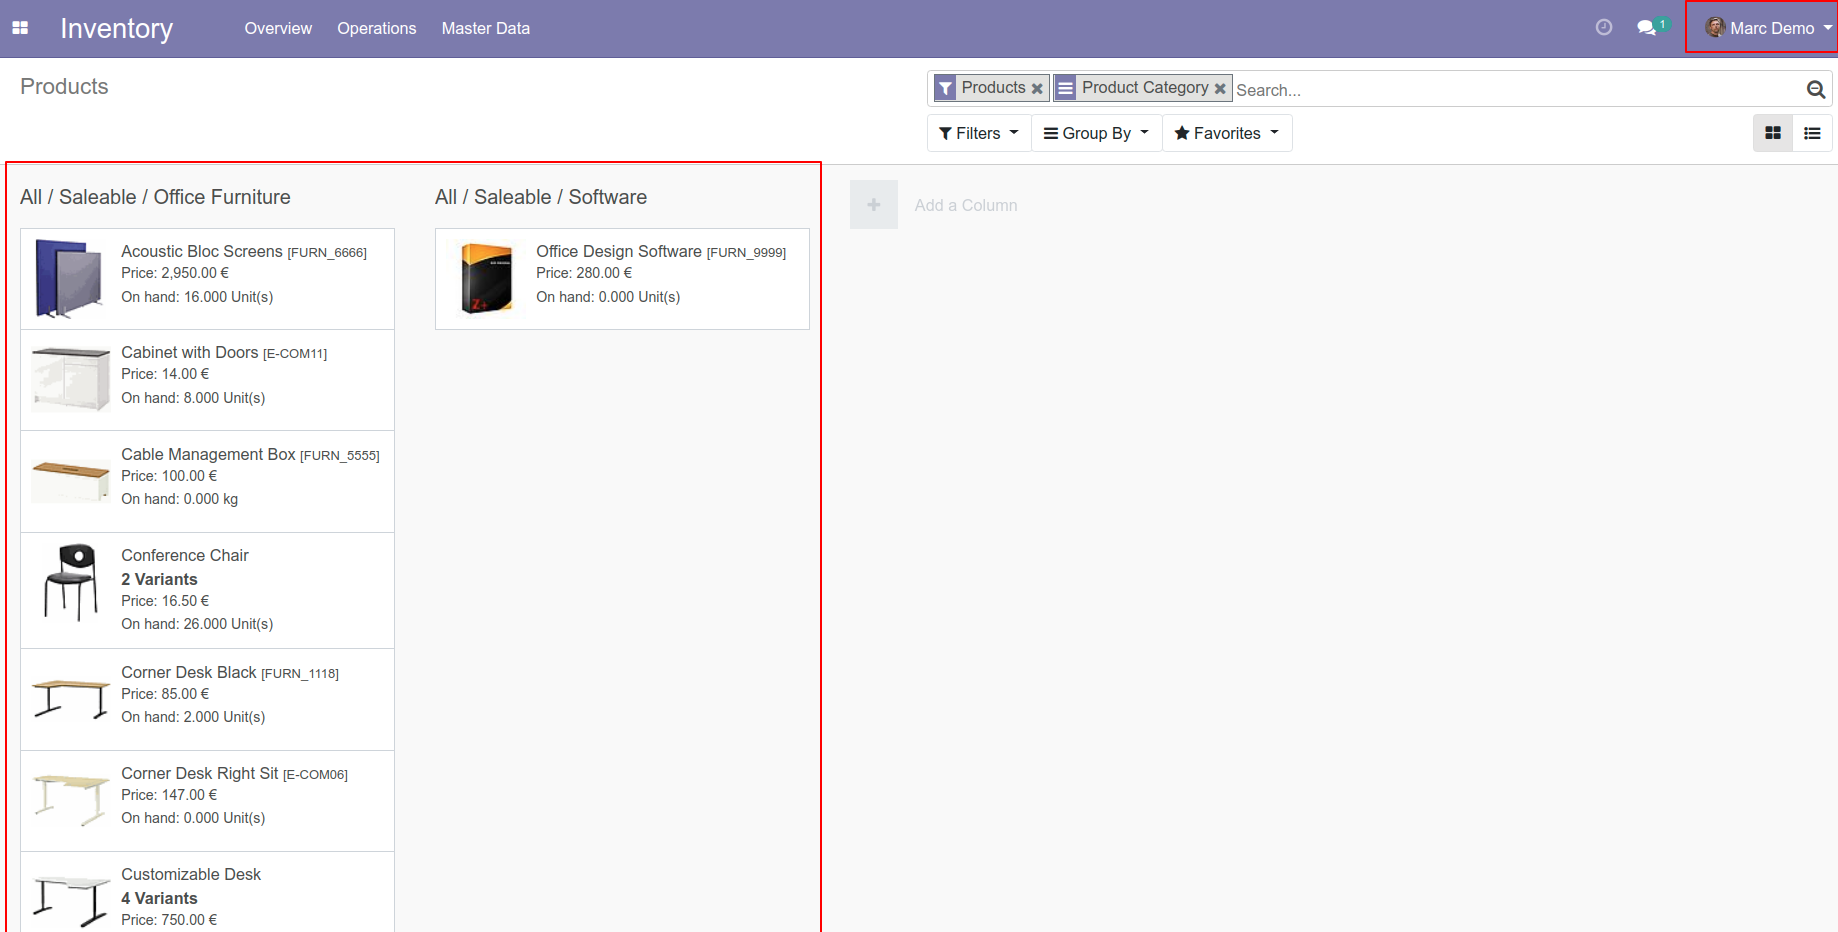 Inventory Overview Operations Master Data 1 Marc Demo
Products
Products Product Category Search...
Filters Group By Favorites
All / Saleable / Office Furniture
Acoustic Bloc Screens [FURN_6666]
Price: 2,950.00 €
On hand: 16.000 Unit(s)
Cabinet with Doors [E-COM11]
Price: 14.00 €
On hand: 8.000 Unit(s)
Cable Management Box [FURN_5555]
Price: 100.00 €
On hand: 0.000 kg
Conference Chair
2 Variants
Price: 16.50 €
On hand: 26.000 Unit(s)
Corner Desk Black [FURN_1118]
Price: 85.00 €
On hand: 2.000 Unit(s)
Corner Desk Right Sit [E-COM06]
Price: 147.00 €
On hand: 0.000 Unit(s)
Customizable Desk
4 Variants
Price: 750.00 €
All / Saleable / Software
Office Design Software [FURN_9999]
Price: 280.00 €
On hand: 0.000 Unit(s)
Z+
Add a Column